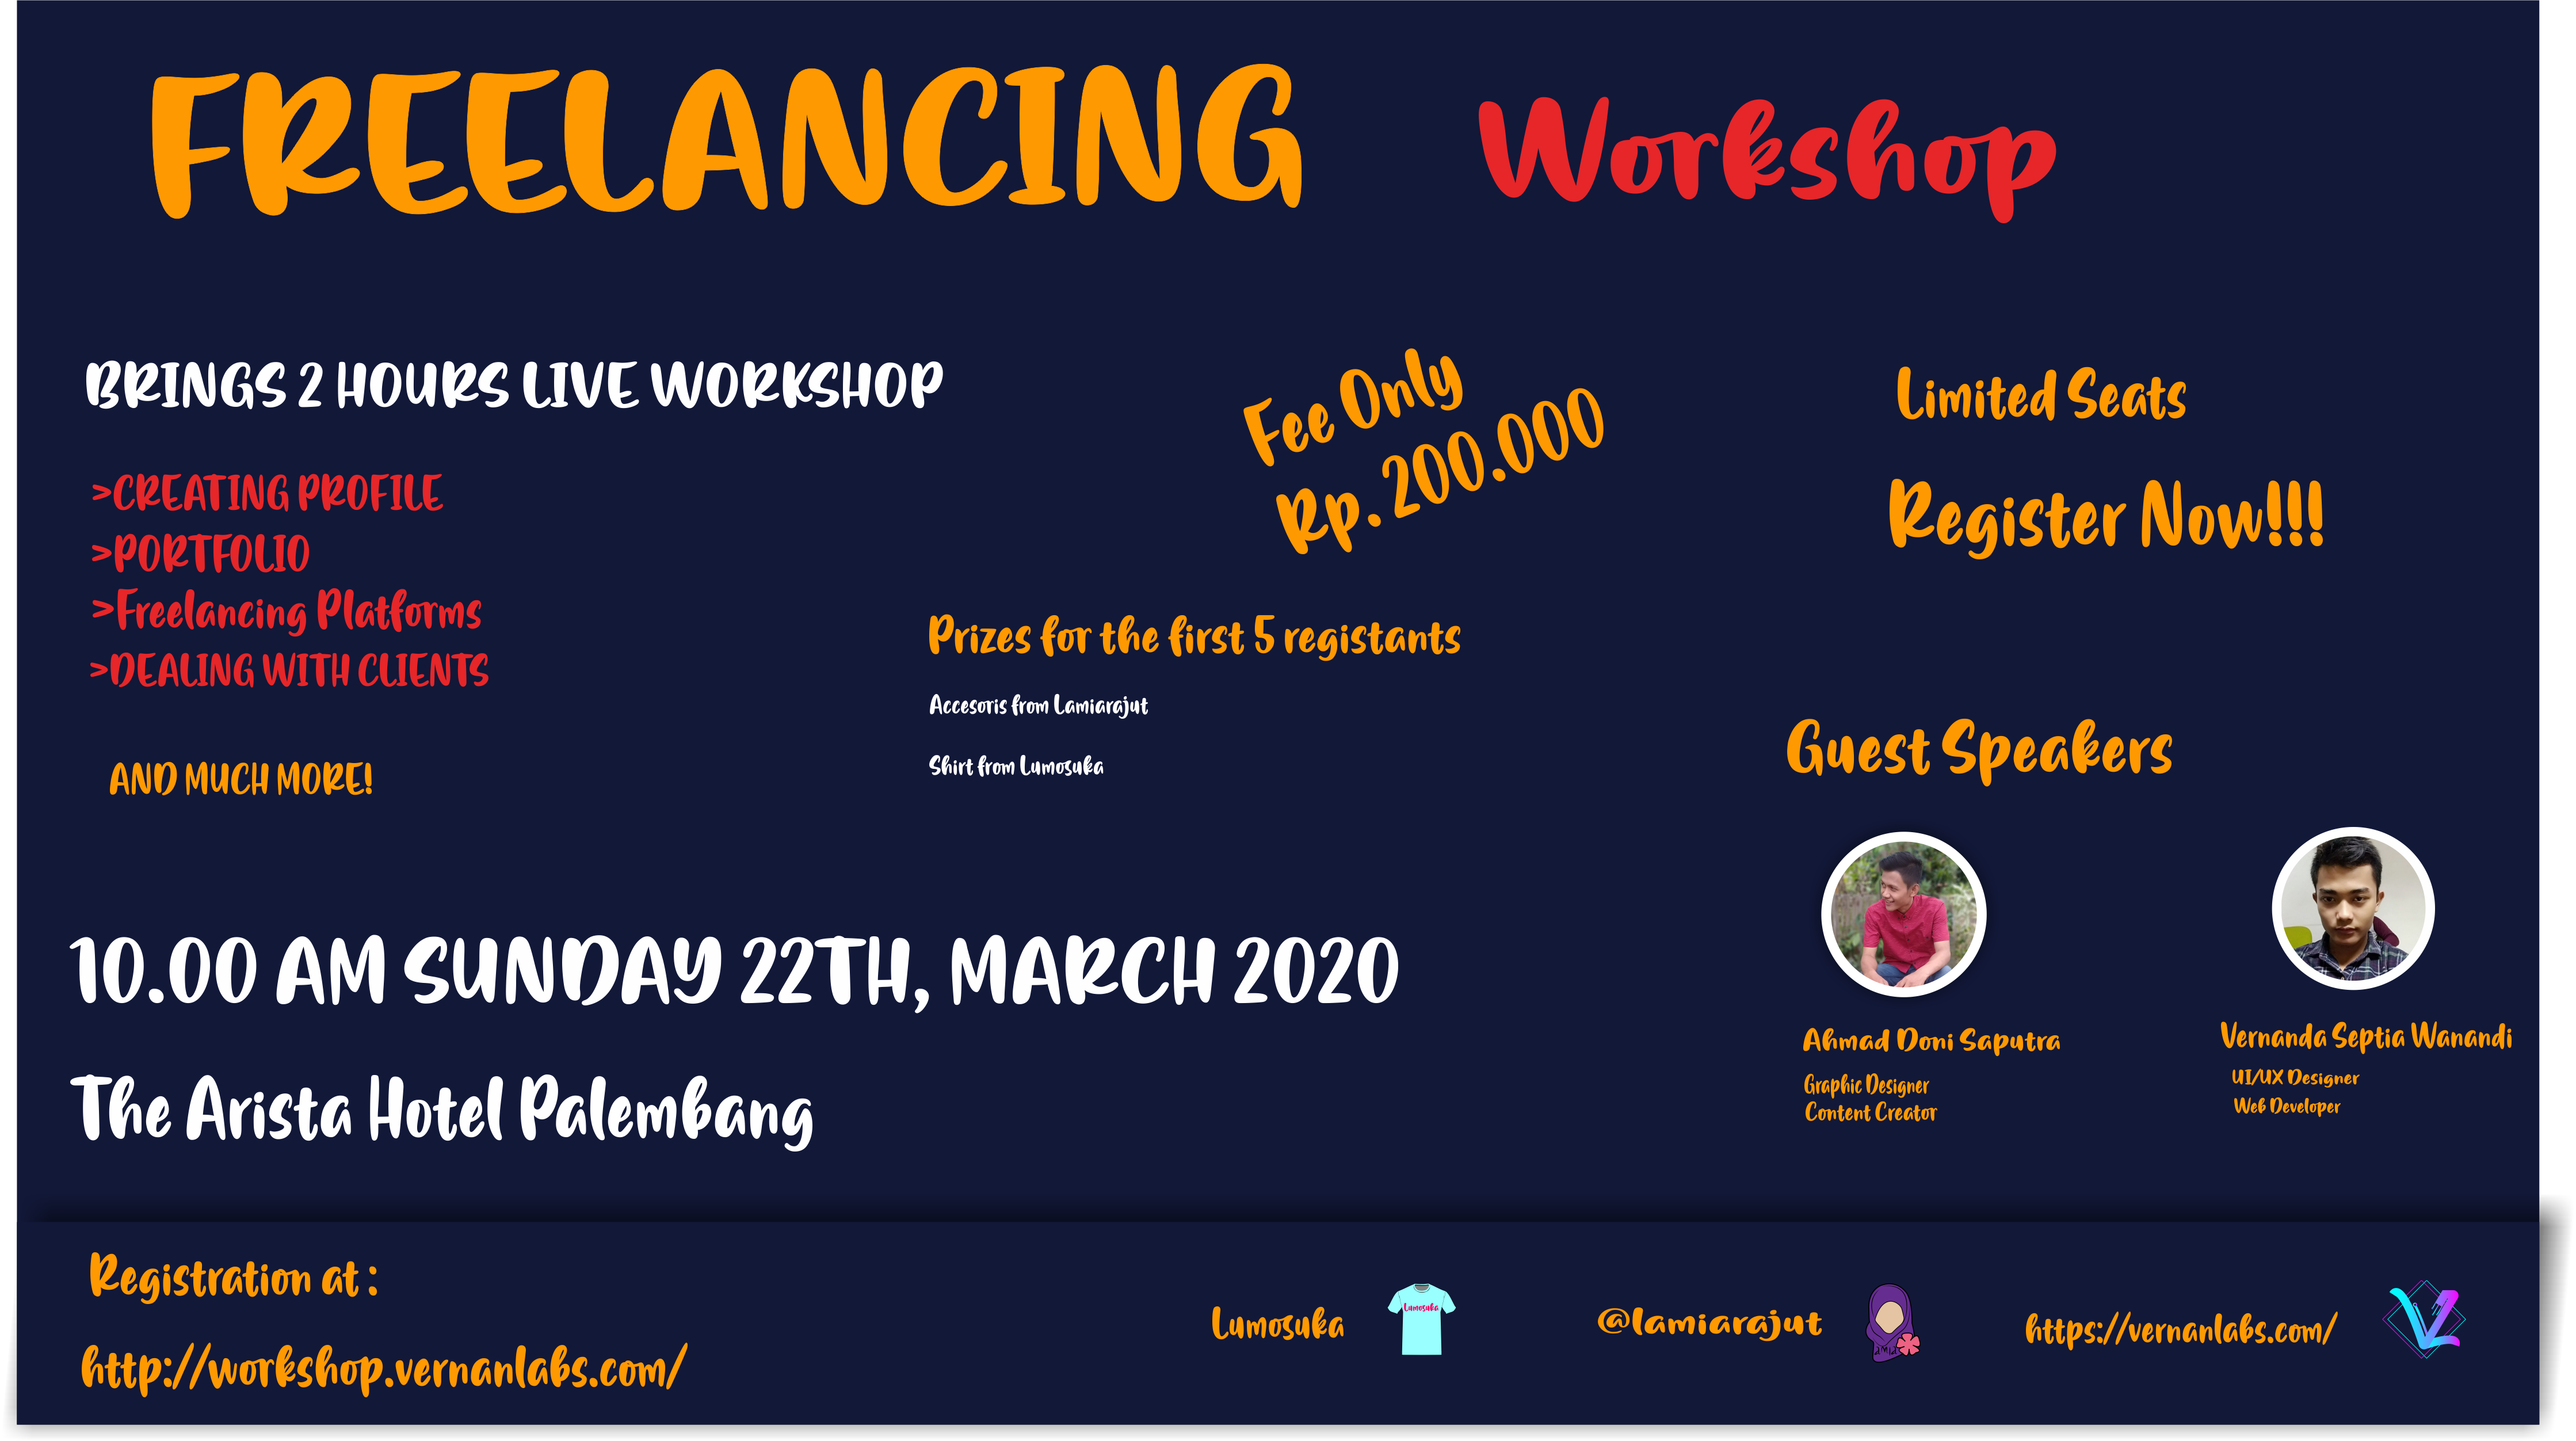 FREELANCING Workshop
BRINGS 2 HOURS LIVE WORKSHOP
>CREATING PROFILE
>PORTFOLIO
>Freelancing Platforms
>DEALING WITH CLIENTS
AND MUCH MORE!
Fee Only
Rp. 200.000
Limited Seats
Register Now!!!
Prizes for the first 5 registants
Accesoris from Lamiarajut
Shirt from Lumosuka
10.00 AM SUNDAY 22TH, MARCH 2020
The Arista Hotel Palembang
Guest Speakers
Ahmad Doni Saputra
Graphic Designer
Content Creator
Vernanda Septia Wanandi
UI/UX Designer
Web Developer
Registration at :
http://workshop.vernanlabs.com/
Lumosuka
Lumosuka
@lamiarajut
https://vernanlabs.com/